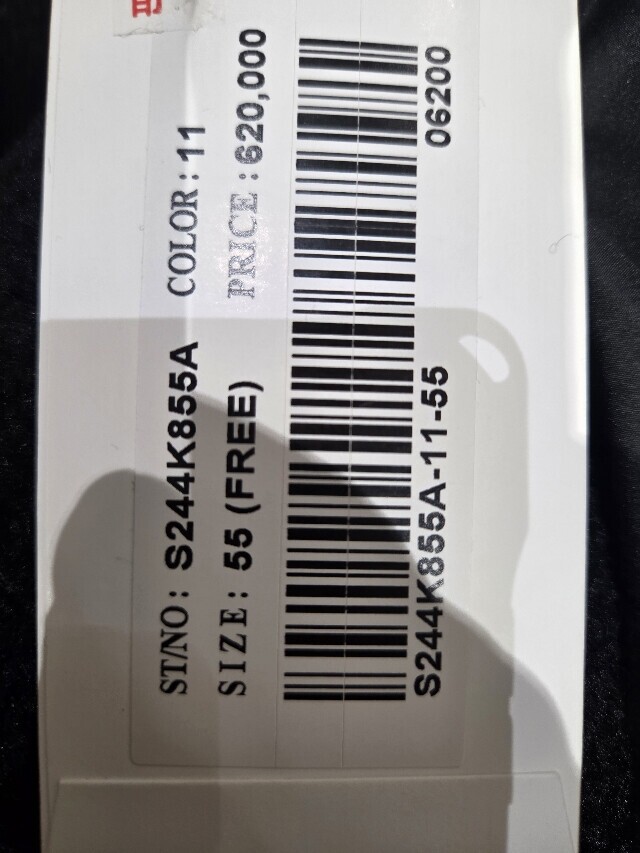 ST/NO : S244K855A COLOR : 11
SIZE : 55 (FREE) PRICE : 620,000
S244K855A-11-55 06200